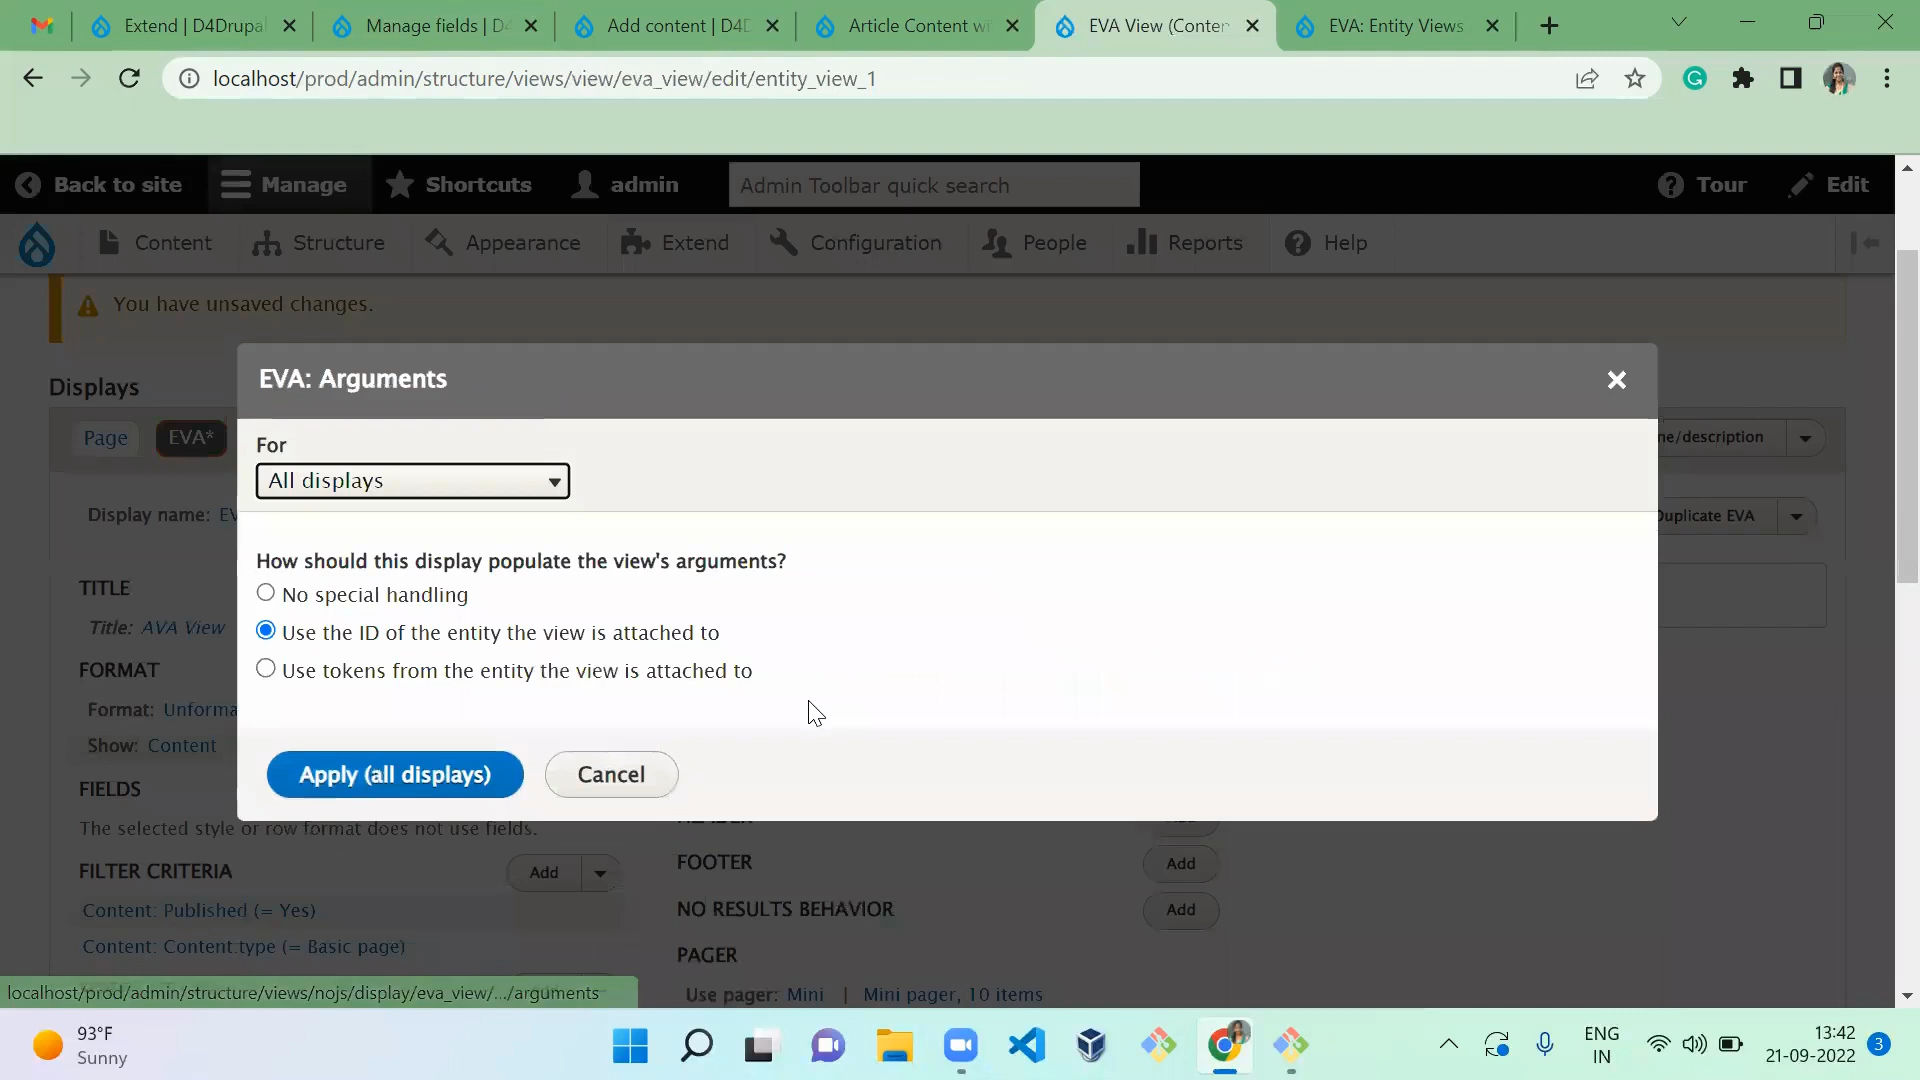 Extend | D4Drupal
Manage fields | D4
Add content | D4D
Article Content wi
EVA View (Conten
EVA: Entity Views
localhost/prod/admin/structure/views/view/eva_view/edit/entity_view_1
Back to site
Manage
Shortcuts
admin
Admin Toolbar quick search
Tour
Edit
Content
Structure
Appearance
Extend
Configuration
People
Reports
Help
You have unsaved changes.
Displays
EVA: Arguments
Page
EVA*
For
All displays
ne/description
Display name: EV
Duplicate EVA
How should this display populate the view's arguments?
No special handling
Use the ID of the entity the view is attached to
Use tokens from the entity the view is attached to
TITLE
Title: AVA View
FORMAT
Format: Unforma
Show: Content
Apply (all displays)
Cancel
FIELDS
The selected style or row format does not use fields.
FILTER CRITERIA
Add
Content: Published (= Yes)
Content: Content type (= Basic page)
FOOTER
Add
NO RESULTS BEHAVIOR
Add
PAGER
Use pager: Mini | Mini pager, 10 items
localhost/prod/admin/structure/views/nojs/display/eva_view/.../arguments
93°F
Sunny
ENG
IN
13:42
21-09-2022
3